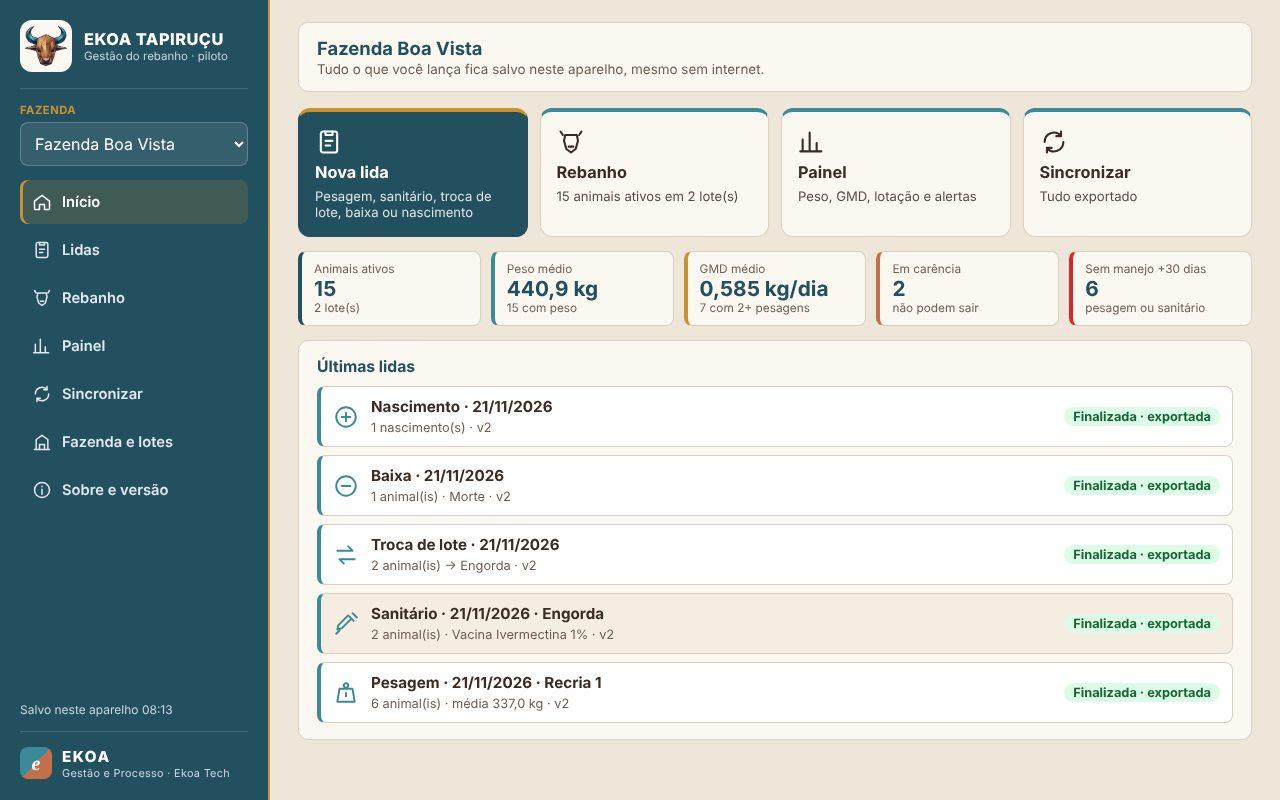 EKOA TAPIRUÇU
Gestão do rebanho · piloto
FAZENDA
Fazenda Boa Vista
Início
Lidas
Rebanho
Painel
Sincronizar
Fazenda e lotes
Sobre e versão
Salvo neste aparelho 08:13
e
EKOA
Gestão e Processo · Ekoa Tech
Fazenda Boa Vista
Tudo o que você lança fica salvo neste aparelho, mesmo sem internet.
Nova lida
Pesagem, sanitário, troca de
lote, baixa ou nascimento
Rebanho
15 animais ativos em 2 lote(s)
Painel
Peso, GMD, lotação e alertas
Sincronizar
Tudo exportado
Animais ativos
15
2 lote(s)
Peso médio
440,9 kg
15 com peso
GMD médio
0,585 kg/dia
7 com 2+ pesagens
Em carência
2
não podem sair
Sem manejo +30 dias
6
pesagem ou sanitário
Últimas lidas
Nascimento · 21/11/2026
1 nascimento(s) · v2
Finalizada · exportada
Baixa · 21/11/2026
1 animal(is) · Morte · v2
Finalizada · exportada
Troca de lote · 21/11/2026
2 animal(is) → Engorda · v2
Finalizada · exportada
Sanitário · 21/11/2026 · Engorda
2 animal(is) · Vacina Ivermectina 1% · v2
Finalizada · exportada
Pesagem · 21/11/2026 · Recria 1
6 animal(is) · média 337,0 kg · v2
Finalizada · exportada